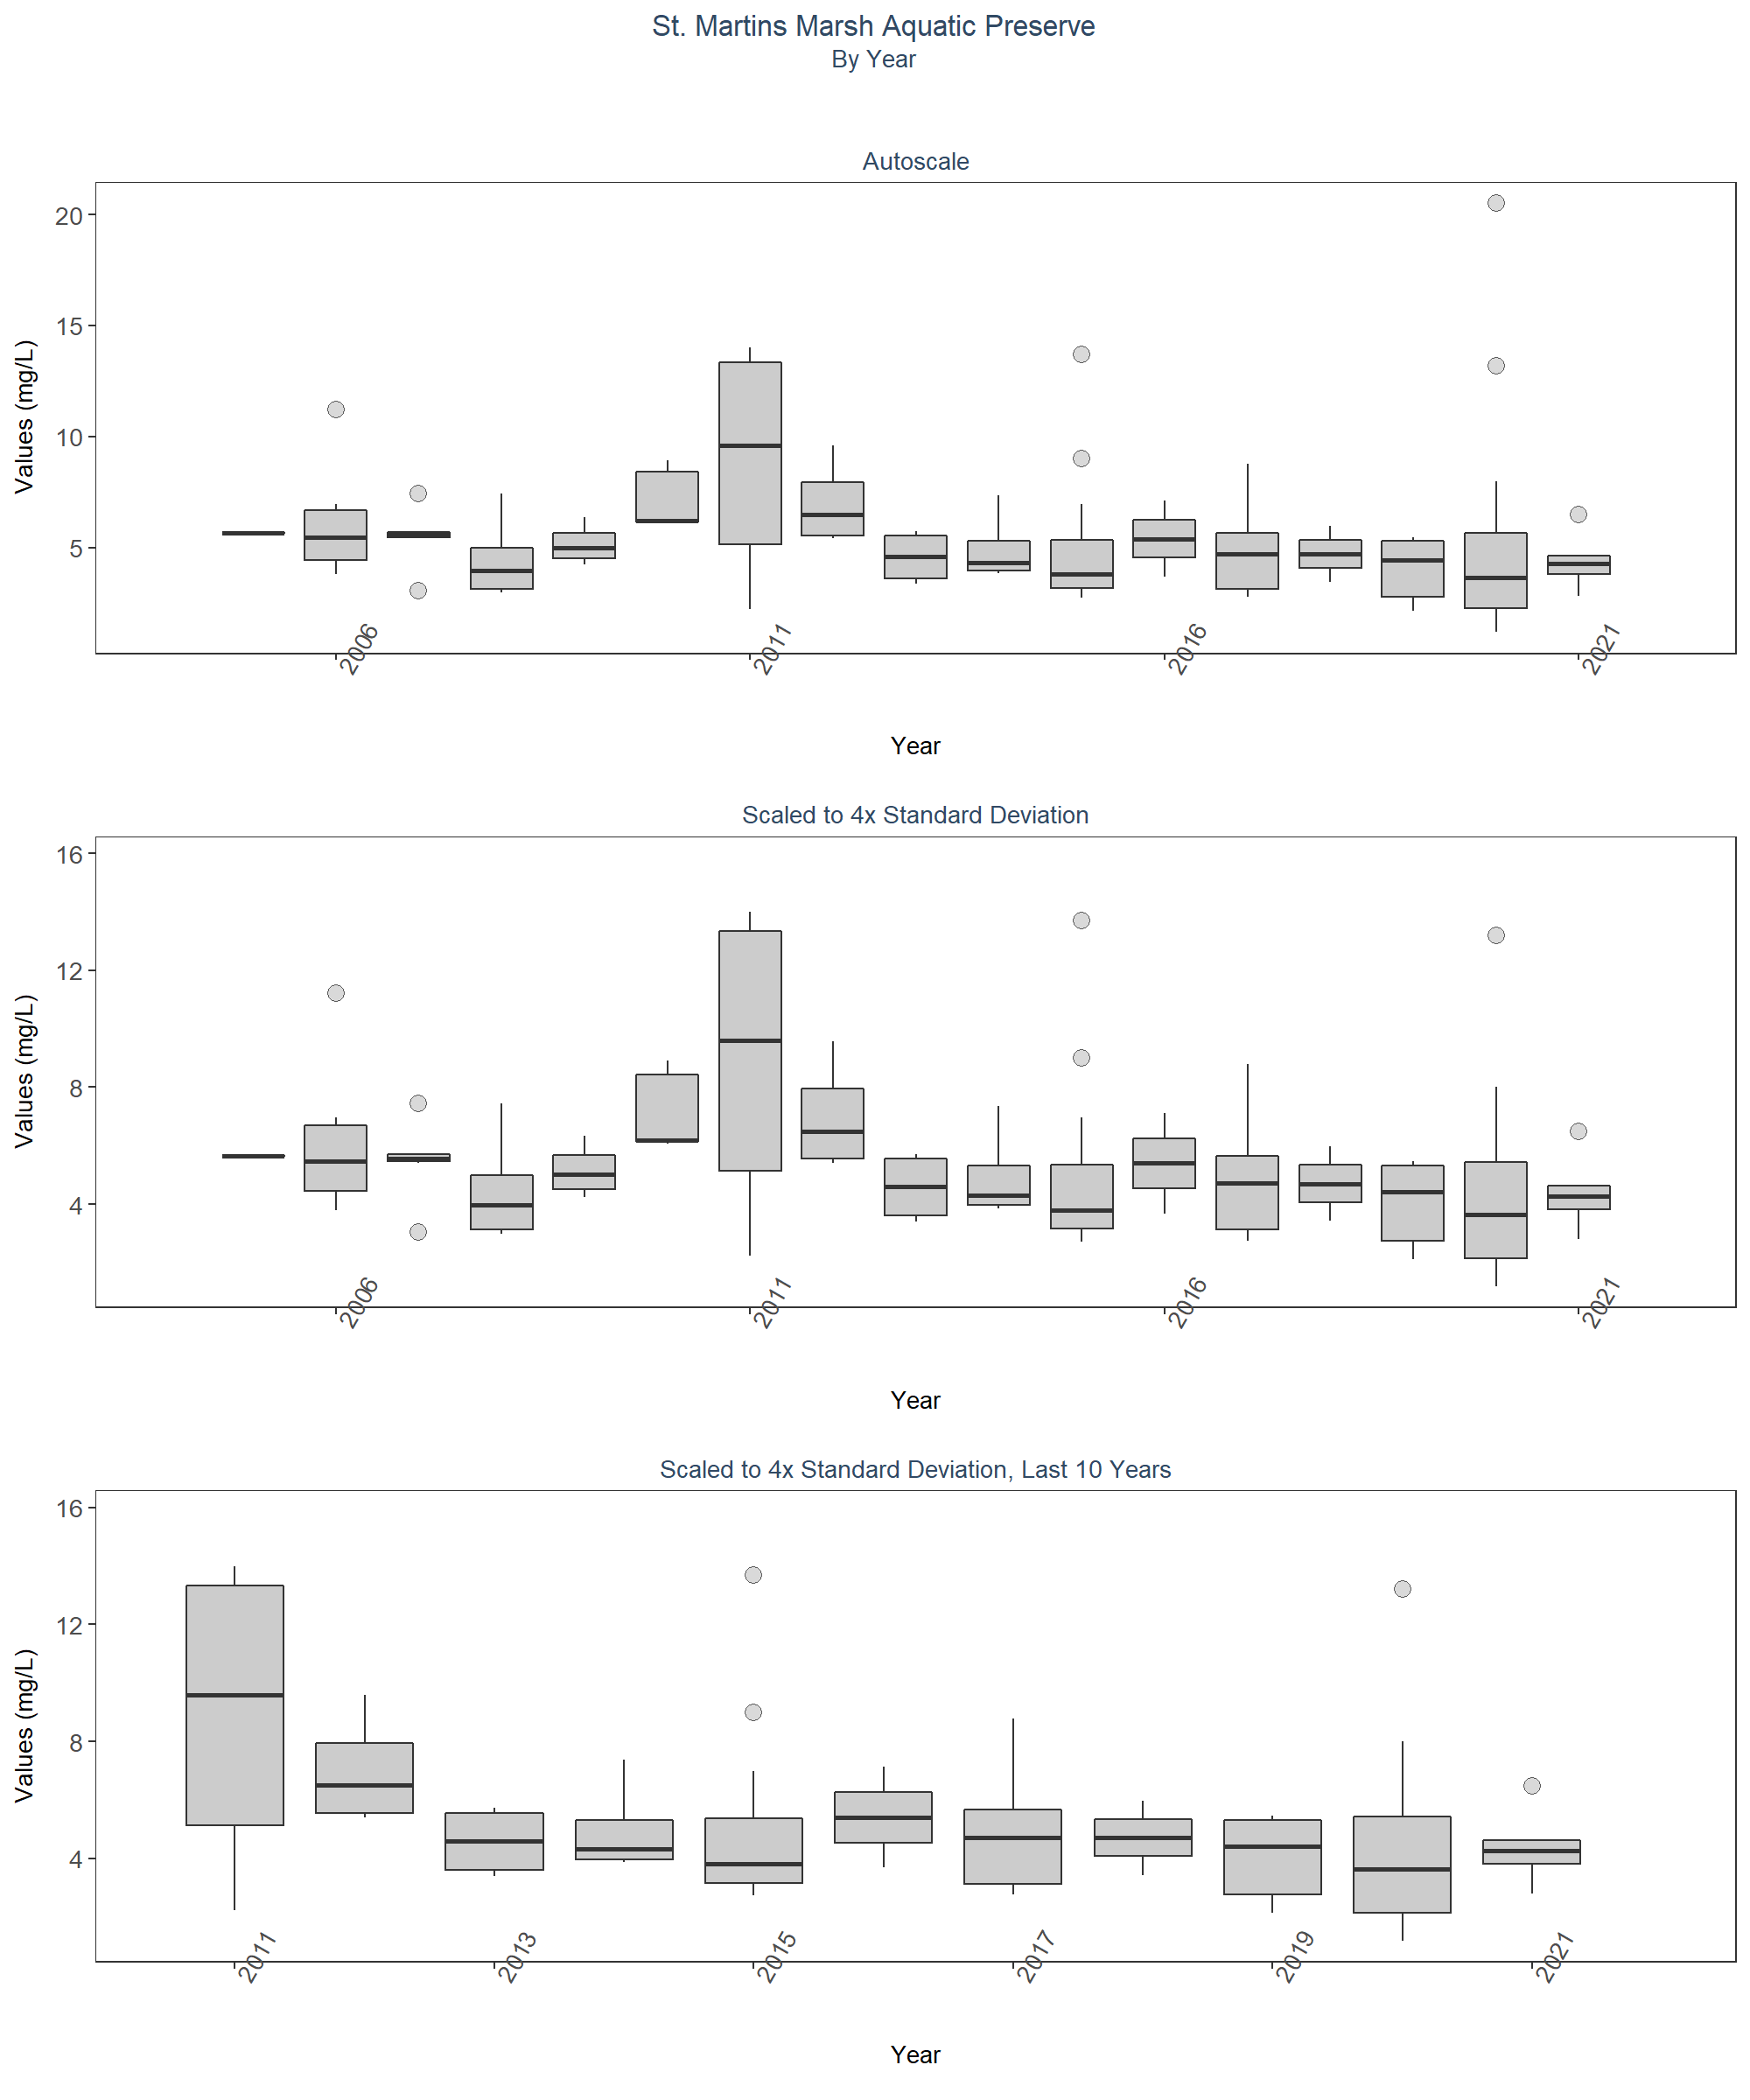 St. Martins Marsh Aquatic Preserve
By Year
Autoscale
20
15
10
5
Values (mg/L)
2006
2011
2016
2021
Year
Scaled to 4x Standard Deviation
16
12
8
4
Values (mg/L)
2006
2011
2016
2021
Year
Scaled to 4x Standard Deviation, Last 10 Years
16
12
8
4
Values (mg/L)
2011
2013
2015
2017
2019
2021
Year